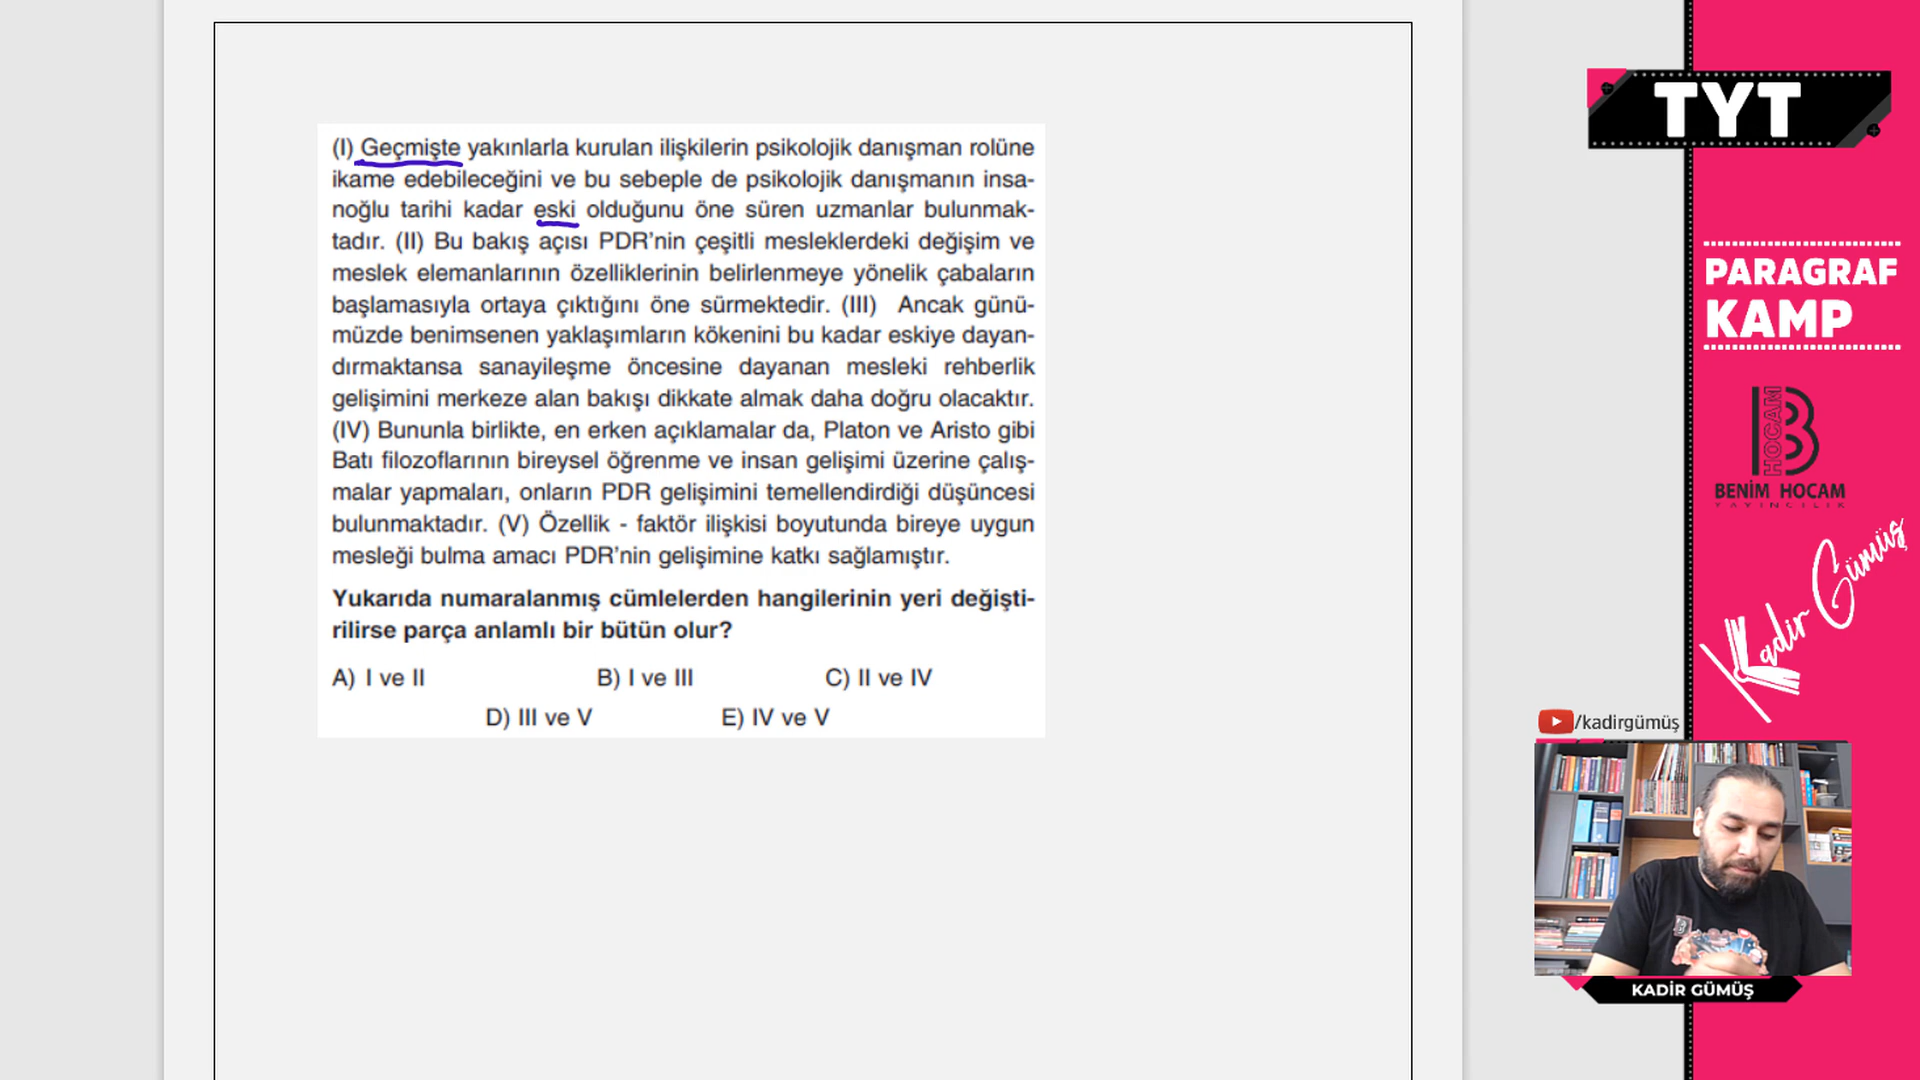 (I) Geçmişte yakınlarla kurulan ilişkilerin psikolojik danışman rolüne
ikame edebileceğini ve bu sebeple de psikolojik danışmanın insa-
noğlu tarihi kadar eski olduğunu öne süren uzmanlar bulunmak-
tadır. (II) Bu bakış açısı PDR'nin çeşitli mesleklerdeki değişim ve
meslek elemanlarının özelliklerinin belirlenmeye yönelik çabaların
başlamasıyla ortaya çıktığını öne sürmektedir. (III) Ancak günü-
müzde benimsenen yaklaşımların kökenini bu kadar eskiye dayan-
dırmaktansa sanayileşme öncesine dayanan mesleki rehberlik
gelişimini merkeze alan bakışı dikkate almak daha doğru olacaktır.
(IV) Bununla birlikte, en erken açıklamalar da, Platon ve Aristo gibi
Batı filozoflarının bireysel öğrenme ve insan gelişimi üzerine çalış-
malar yapmaları, onların PDR gelişimini temellendirdiği düşüncesi
bulunmaktadır. (V) Özellik - faktör ilişkisi boyutunda bireye uygun
mesleği bulma amacı PDR'nin gelişimine katkı sağlamıştır.
Yukarıda numaralanmış cümlelerden hangilerinin yeri değişti-
rilirse parça anlamlı bir bütün olur?
A) I ve II B) I ve III C) II ve IV
D) III ve V E) IV ve V
TYT
PARAGRAF
KAMP
HOCAM
B
BENİM HOCAM
YAYINCILIK
Kadir Gümüş
/kadirgümüş
KADİR GÜMÜŞ